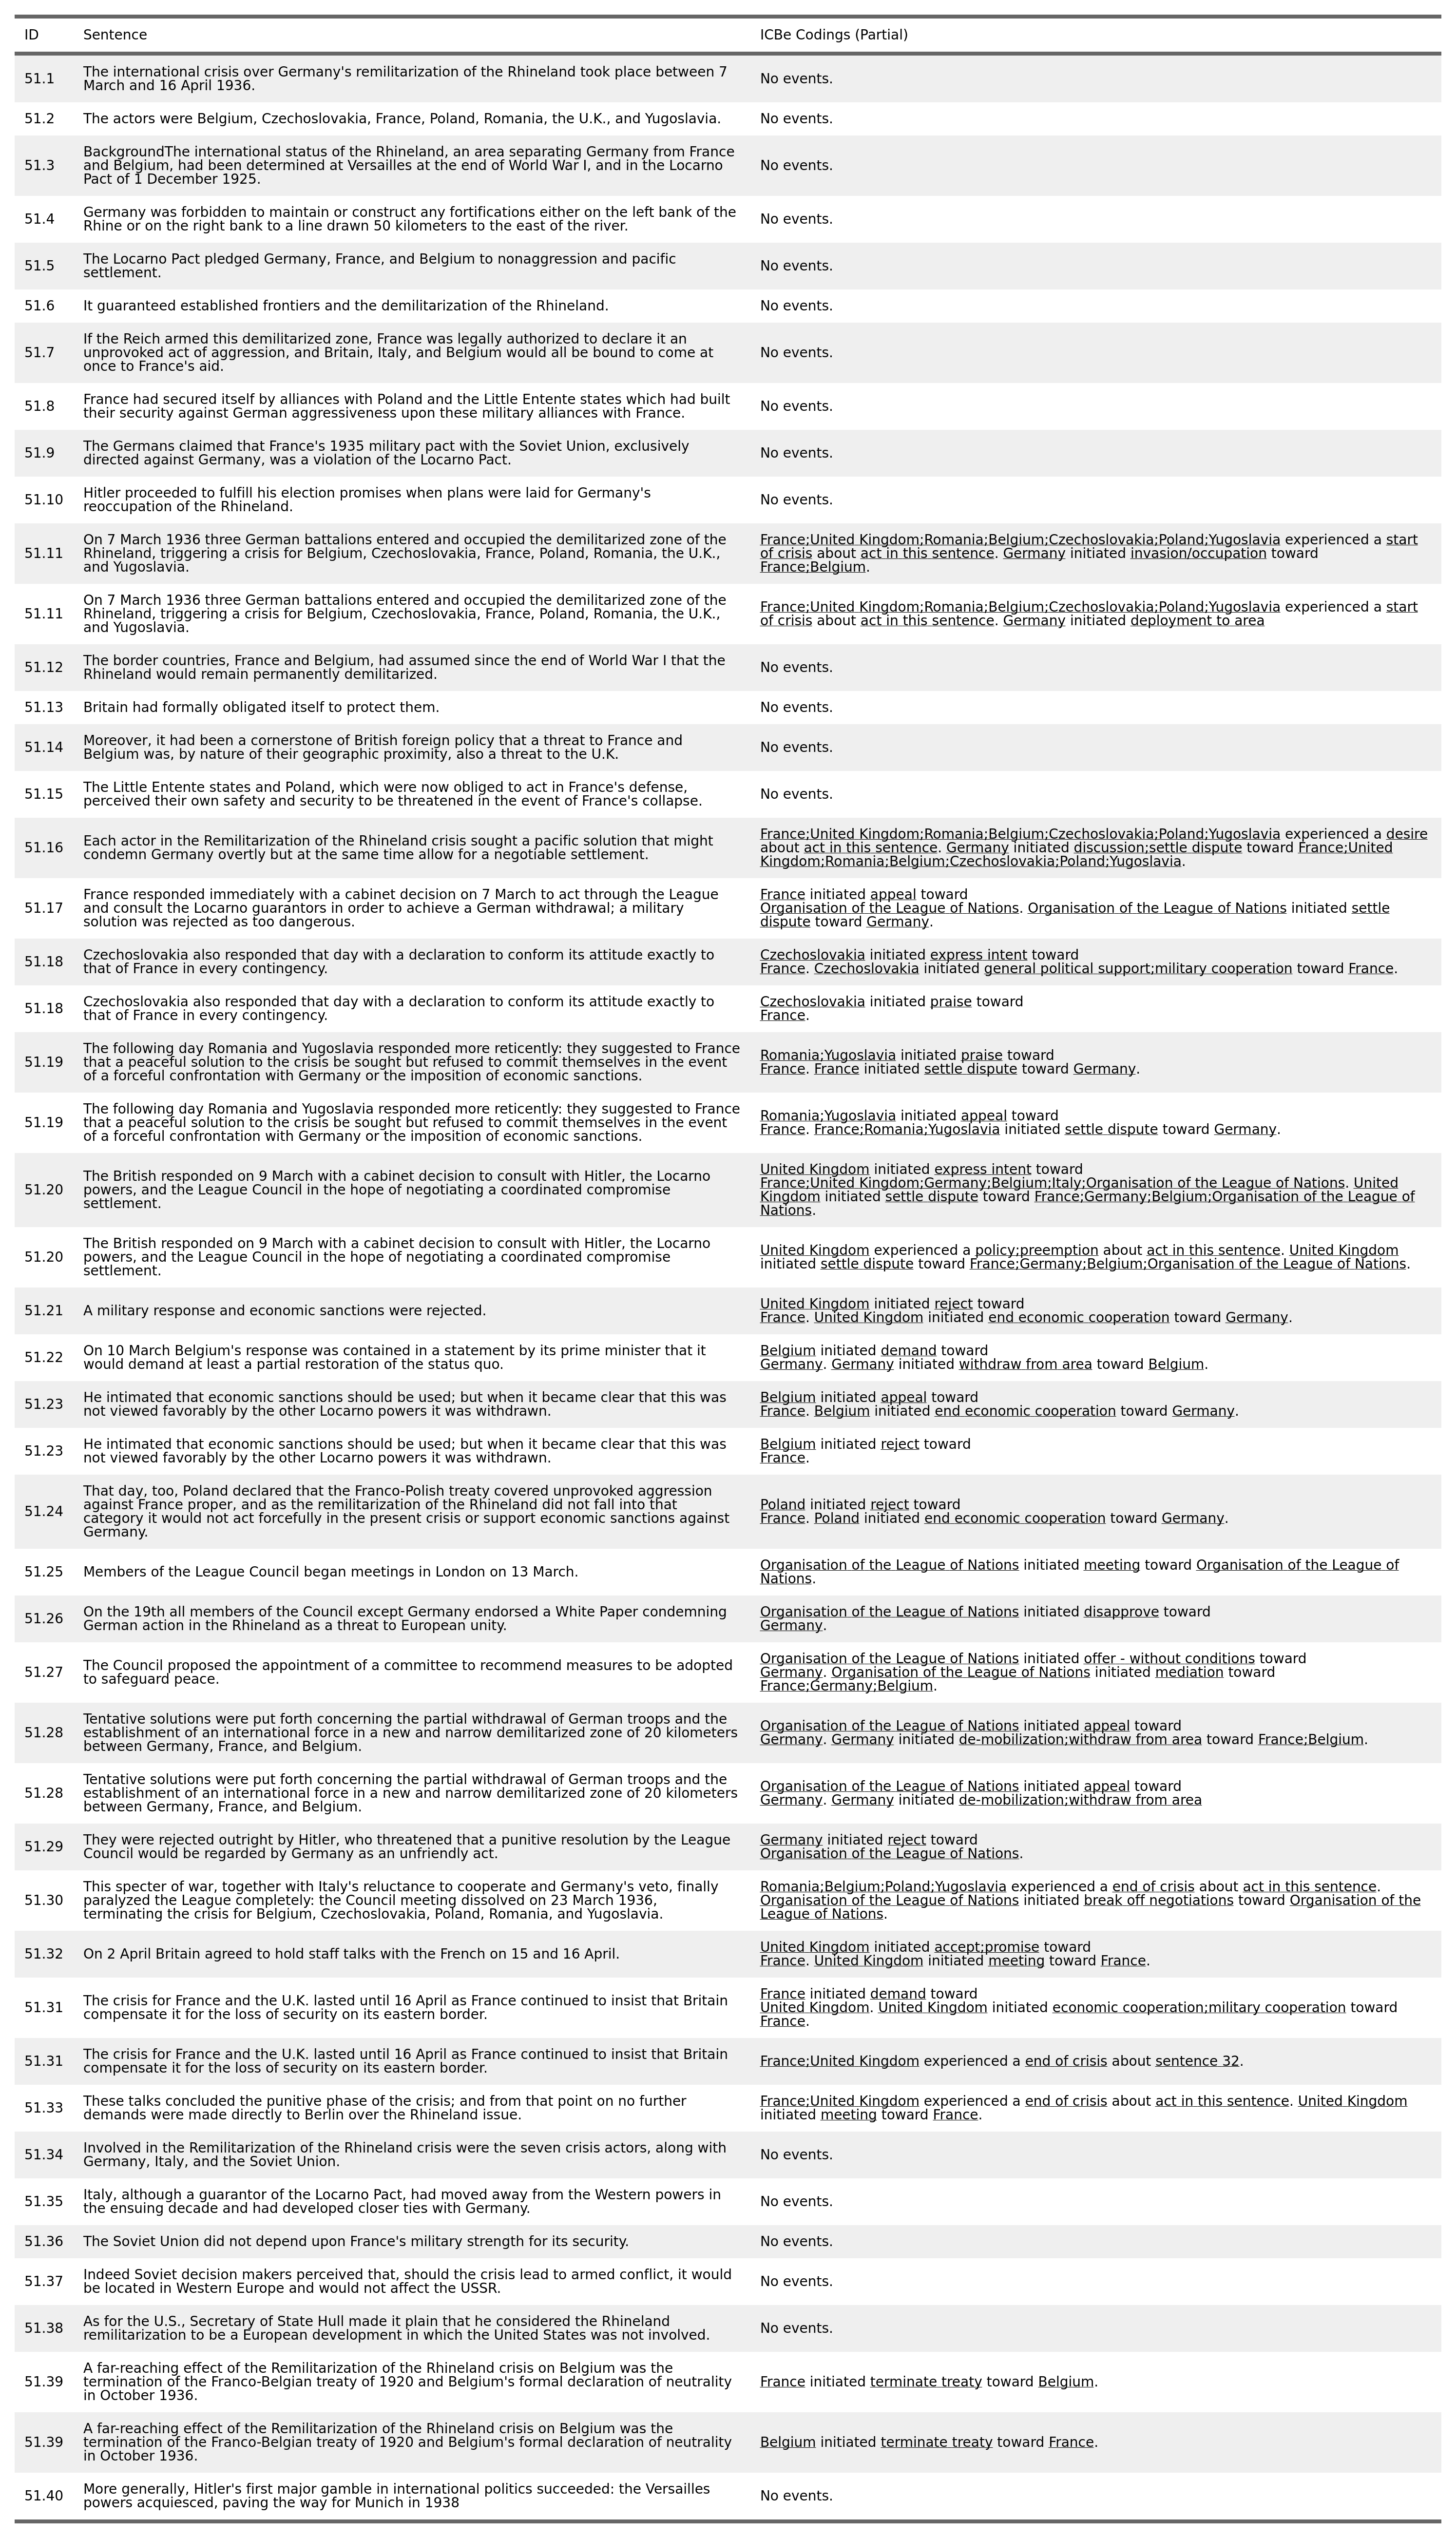 ID Sentence ICBe Codings (Partial)
51.1 The international crisis over Germany's remilitarization of the Rhineland took place between 7
March and 16 April 1936.
No events.
51.2 The actors were Belgium, Czechoslovakia, France, Poland, Romania, the U.K., and Yugoslavia.
No events.
51.3 BackgroundThe international status of the Rhineland, an area separating Germany from France
and Belgium, had been determined at Versailles at the end of World War I, and in the Locarno
Pact of 1 December 1925.
No events.
51.4 Germany was forbidden to maintain or construct any fortifications either on the left bank of the
Rhine or on the right bank to a line drawn 50 kilometers to the east of the river.
No events.
51.5 The Locarno Pact pledged Germany, France, and Belgium to nonaggression and pacific
settlement.
No events.
51.6 It guaranteed established frontiers and the demilitarization of the Rhineland.
No events.
51.7 If the Reich armed this demilitarized zone, France was legally authorized to declare it an
unprovoked act of aggression, and Britain, Italy, and Belgium would all be bound to come at
once to France's aid.
No events.
51.8 France had secured itself by alliances with Poland and the Little Entente states which had built
their security against German aggressiveness upon these military alliances with France.
No events.
51.9 The Germans claimed that France's 1935 military pact with the Soviet Union, exclusively
directed against Germany, was a violation of the Locarno Pact.
No events.
51.10 Hitler proceeded to fulfill his election promises when plans were laid for Germany's
reoccupation of the Rhineland.
No events.
51.11 On 7 March 1936 three German battalions entered and occupied the demilitarized zone of the
Rhineland, triggering a crisis for Belgium, Czechoslovakia, France, Poland, Romania, the U.K.,
and Yugoslavia.
France;United Kingdom;Romania;Belgium;Czechoslovakia;Poland;Yugoslavia experienced a start
of crisis about act in this sentence. Germany initiated invasion/occupation toward
France;Belgium.
51.11 On 7 March 1936 three German battalions entered and occupied the demilitarized zone of the
Rhineland, triggering a crisis for Belgium, Czechoslovakia, France, Poland, Romania, the U.K.,
and Yugoslavia.
France;United Kingdom;Romania;Belgium;Czechoslovakia;Poland;Yugoslavia experienced a start
of crisis about act in this sentence. Germany initiated deployment to area
51.12 The border countries, France and Belgium, had assumed since the end of World War I that the
Rhineland would remain permanently demilitarized.
No events.
51.13 Britain had formally obligated itself to protect them.
No events.
51.14 Moreover, it had been a cornerstone of British foreign policy that a threat to France and
Belgium was, by nature of their geographic proximity, also a threat to the U.K.
No events.
51.15 The Little Entente states and Poland, which were now obliged to act in France's defense,
perceived their own safety and security to be threatened in the event of France's collapse.
No events.
51.16 Each actor in the Remilitarization of the Rhineland crisis sought a pacific solution that might
condemn Germany overtly but at the same time allow for a negotiable settlement.
France;United Kingdom;Romania;Belgium;Czechoslovakia;Poland;Yugoslavia experienced a desire
about act in this sentence. Germany initiated discussion;settle dispute toward France;United
Kingdom;Romania;Belgium;Czechoslovakia;Poland;Yugoslavia.
51.17 France responded immediately with a cabinet decision on 7 March to act through the League
and consult the Locarno guarantors in order to achieve a German withdrawal; a military
solution was rejected as too dangerous.
France initiated appeal toward
Organisation of the League of Nations. Organisation of the League of Nations initiated settle
dispute toward Germany.
51.18 Czechoslovakia also responded that day with a declaration to conform its attitude exactly to
that of France in every contingency.
Czechoslovakia initiated express intent toward
France. Czechoslovakia initiated general political support;military cooperation toward France.
51.18 Czechoslovakia also responded that day with a declaration to conform its attitude exactly to
that of France in every contingency.
Czechoslovakia initiated praise toward
France.
51.19 The following day Romania and Yugoslavia responded more reticently: they suggested to France
that a peaceful solution to the crisis be sought but refused to commit themselves in the event
of a forceful confrontation with Germany or the imposition of economic sanctions.
Romania;Yugoslavia initiated praise toward
France. France initiated settle dispute toward Germany.
51.19 The following day Romania and Yugoslavia responded more reticently: they suggested to France
that a peaceful solution to the crisis be sought but refused to commit themselves in the event
of a forceful confrontation with Germany or the imposition of economic sanctions.
Romania;Yugoslavia initiated appeal toward
France. France;Romania;Yugoslavia initiated settle dispute toward Germany.
51.20 The British responded on 9 March with a cabinet decision to consult with Hitler, the Locarno
powers, and the League Council in the hope of negotiating a coordinated compromise
settlement.
United Kingdom initiated express intent toward
France;United Kingdom;Germany;Belgium;Italy;Organisation of the League of Nations. United
Kingdom initiated settle dispute toward France;Germany;Belgium;Organisation of the League of
Nations.
51.20 The British responded on 9 March with a cabinet decision to consult with Hitler, the Locarno
powers, and the League Council in the hope of negotiating a coordinated compromise
settlement.
United Kingdom experienced a policy;preemption about act in this sentence. United Kingdom
initiated settle dispute toward France;Germany;Belgium;Organisation of the League of Nations.
51.21 A military response and economic sanctions were rejected.
United Kingdom initiated reject toward
France. United Kingdom initiated end economic cooperation toward Germany.
51.22 On 10 March Belgium's response was contained in a statement by its prime minister that it
would demand at least a partial restoration of the status quo.
Belgium initiated demand toward
Germany. Germany initiated withdraw from area toward Belgium.
51.23 He intimated that economic sanctions should be used; but when it became clear that this was
not viewed favorably by the other Locarno powers it was withdrawn.
Belgium initiated appeal toward
France. Belgium initiated end economic cooperation toward Germany.
51.23 He intimated that economic sanctions should be used; but when it became clear that this was
not viewed favorably by the other Locarno powers it was withdrawn.
Belgium initiated reject toward
France.
51.24 That day, too, Poland declared that the Franco-Polish treaty covered unprovoked aggression
against France proper, and as the remilitarization of the Rhineland did not fall into that
category it would not act forcefully in the present crisis or support economic sanctions against
Germany.
Poland initiated reject toward
France. Poland initiated end economic cooperation toward Germany.
51.25 Members of the League Council began meetings in London on 13 March.
Organisation of the League of Nations initiated meeting toward Organisation of the League of
Nations.
51.26 On the 19th all members of the Council except Germany endorsed a White Paper condemning
German action in the Rhineland as a threat to European unity.
Organisation of the League of Nations initiated disapprove toward
Germany.
51.27 The Council proposed the appointment of a committee to recommend measures to be adopted
to safeguard peace.
Organisation of the League of Nations initiated offer - without conditions toward
Germany. Organisation of the League of Nations initiated mediation toward
France;Germany;Belgium.
51.28 Tentative solutions were put forth concerning the partial withdrawal of German troops and the
establishment of an international force in a new and narrow demilitarized zone of 20 kilometers
between Germany, France, and Belgium.
Organisation of the League of Nations initiated appeal toward
Germany. Germany initiated de-mobilization;withdraw from area toward France;Belgium.
51.28 Tentative solutions were put forth concerning the partial withdrawal of German troops and the
establishment of an international force in a new and narrow demilitarized zone of 20 kilometers
between Germany, France, and Belgium.
Organisation of the League of Nations initiated appeal toward
Germany. Germany initiated de-mobilization;withdraw from area
51.29 They were rejected outright by Hitler, who threatened that a punitive resolution by the League
Council would be regarded by Germany as an unfriendly act.
Germany initiated reject toward
Organisation of the League of Nations.
51.30 This specter of war, together with Italy's reluctance to cooperate and Germany's veto, finally
paralyzed the League completely: the Council meeting dissolved on 23 March 1936,
terminating the crisis for Belgium, Czechoslovakia, Poland, Romania, and Yugoslavia.
Romania;Belgium;Poland;Yugoslavia experienced a end of crisis about act in this sentence.
Organisation of the League of Nations initiated break off negotiations toward Organisation of the
League of Nations.
51.32 On 2 April Britain agreed to hold staff talks with the French on 15 and 16 April.
United Kingdom initiated accept;promise toward
France. United Kingdom initiated meeting toward France.
51.31 The crisis for France and the U.K. lasted until 16 April as France continued to insist that Britain
compensate it for the loss of security on its eastern border.
France initiated demand toward
United Kingdom. United Kingdom initiated economic cooperation;military cooperation toward
France.
51.31 The crisis for France and the U.K. lasted until 16 April as France continued to insist that Britain
compensate it for the loss of security on its eastern border.
France;United Kingdom experienced a end of crisis about sentence 32.
51.33 These talks concluded the punitive phase of the crisis; and from that point on no further
demands were made directly to Berlin over the Rhineland issue.
France;United Kingdom experienced a end of crisis about act in this sentence. United Kingdom
initiated meeting toward France.
51.34 Involved in the Remilitarization of the Rhineland crisis were the seven crisis actors, along with
Germany, Italy, and the Soviet Union.
No events.
51.35 Italy, although a guarantor of the Locarno Pact, had moved away from the Western powers in
the ensuing decade and had developed closer ties with Germany.
No events.
51.36 The Soviet Union did not depend upon France's military strength for its security.
No events.
51.37 Indeed Soviet decision makers perceived that, should the crisis lead to armed conflict, it would
be located in Western Europe and would not affect the USSR.
No events.
51.38 As for the U.S., Secretary of State Hull made it plain that he considered the Rhineland
remilitarization to be a European development in which the United States was not involved.
No events.
51.39 A far-reaching effect of the Remilitarization of the Rhineland crisis on Belgium was the
termination of the Franco-Belgian treaty of 1920 and Belgium's formal declaration of neutrality
in October 1936.
France initiated terminate treaty toward Belgium.
51.39 A far-reaching effect of the Remilitarization of the Rhineland crisis on Belgium was the
termination of the Franco-Belgian treaty of 1920 and Belgium's formal declaration of neutrality
in October 1936.
Belgium initiated terminate treaty toward France.
51.40 More generally, Hitler's first major gamble in international politics succeeded: the Versailles
powers acquiesced, paving the way for Munich in 1938
No events.